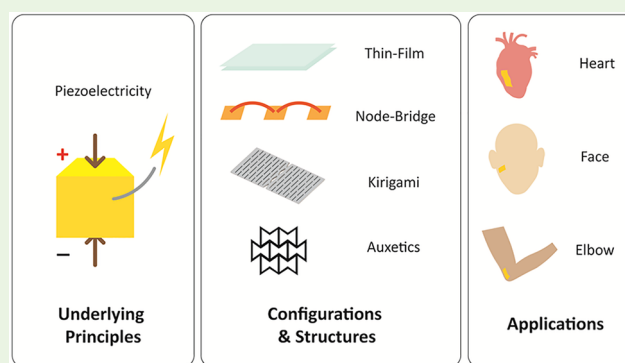 Piezoelectricity
+
–
Underlying
Principles
Thin-Film
Node-Bridge
Kirigami
Auxetics
Configurations
& Structures
Heart
Face
Elbow
Applications